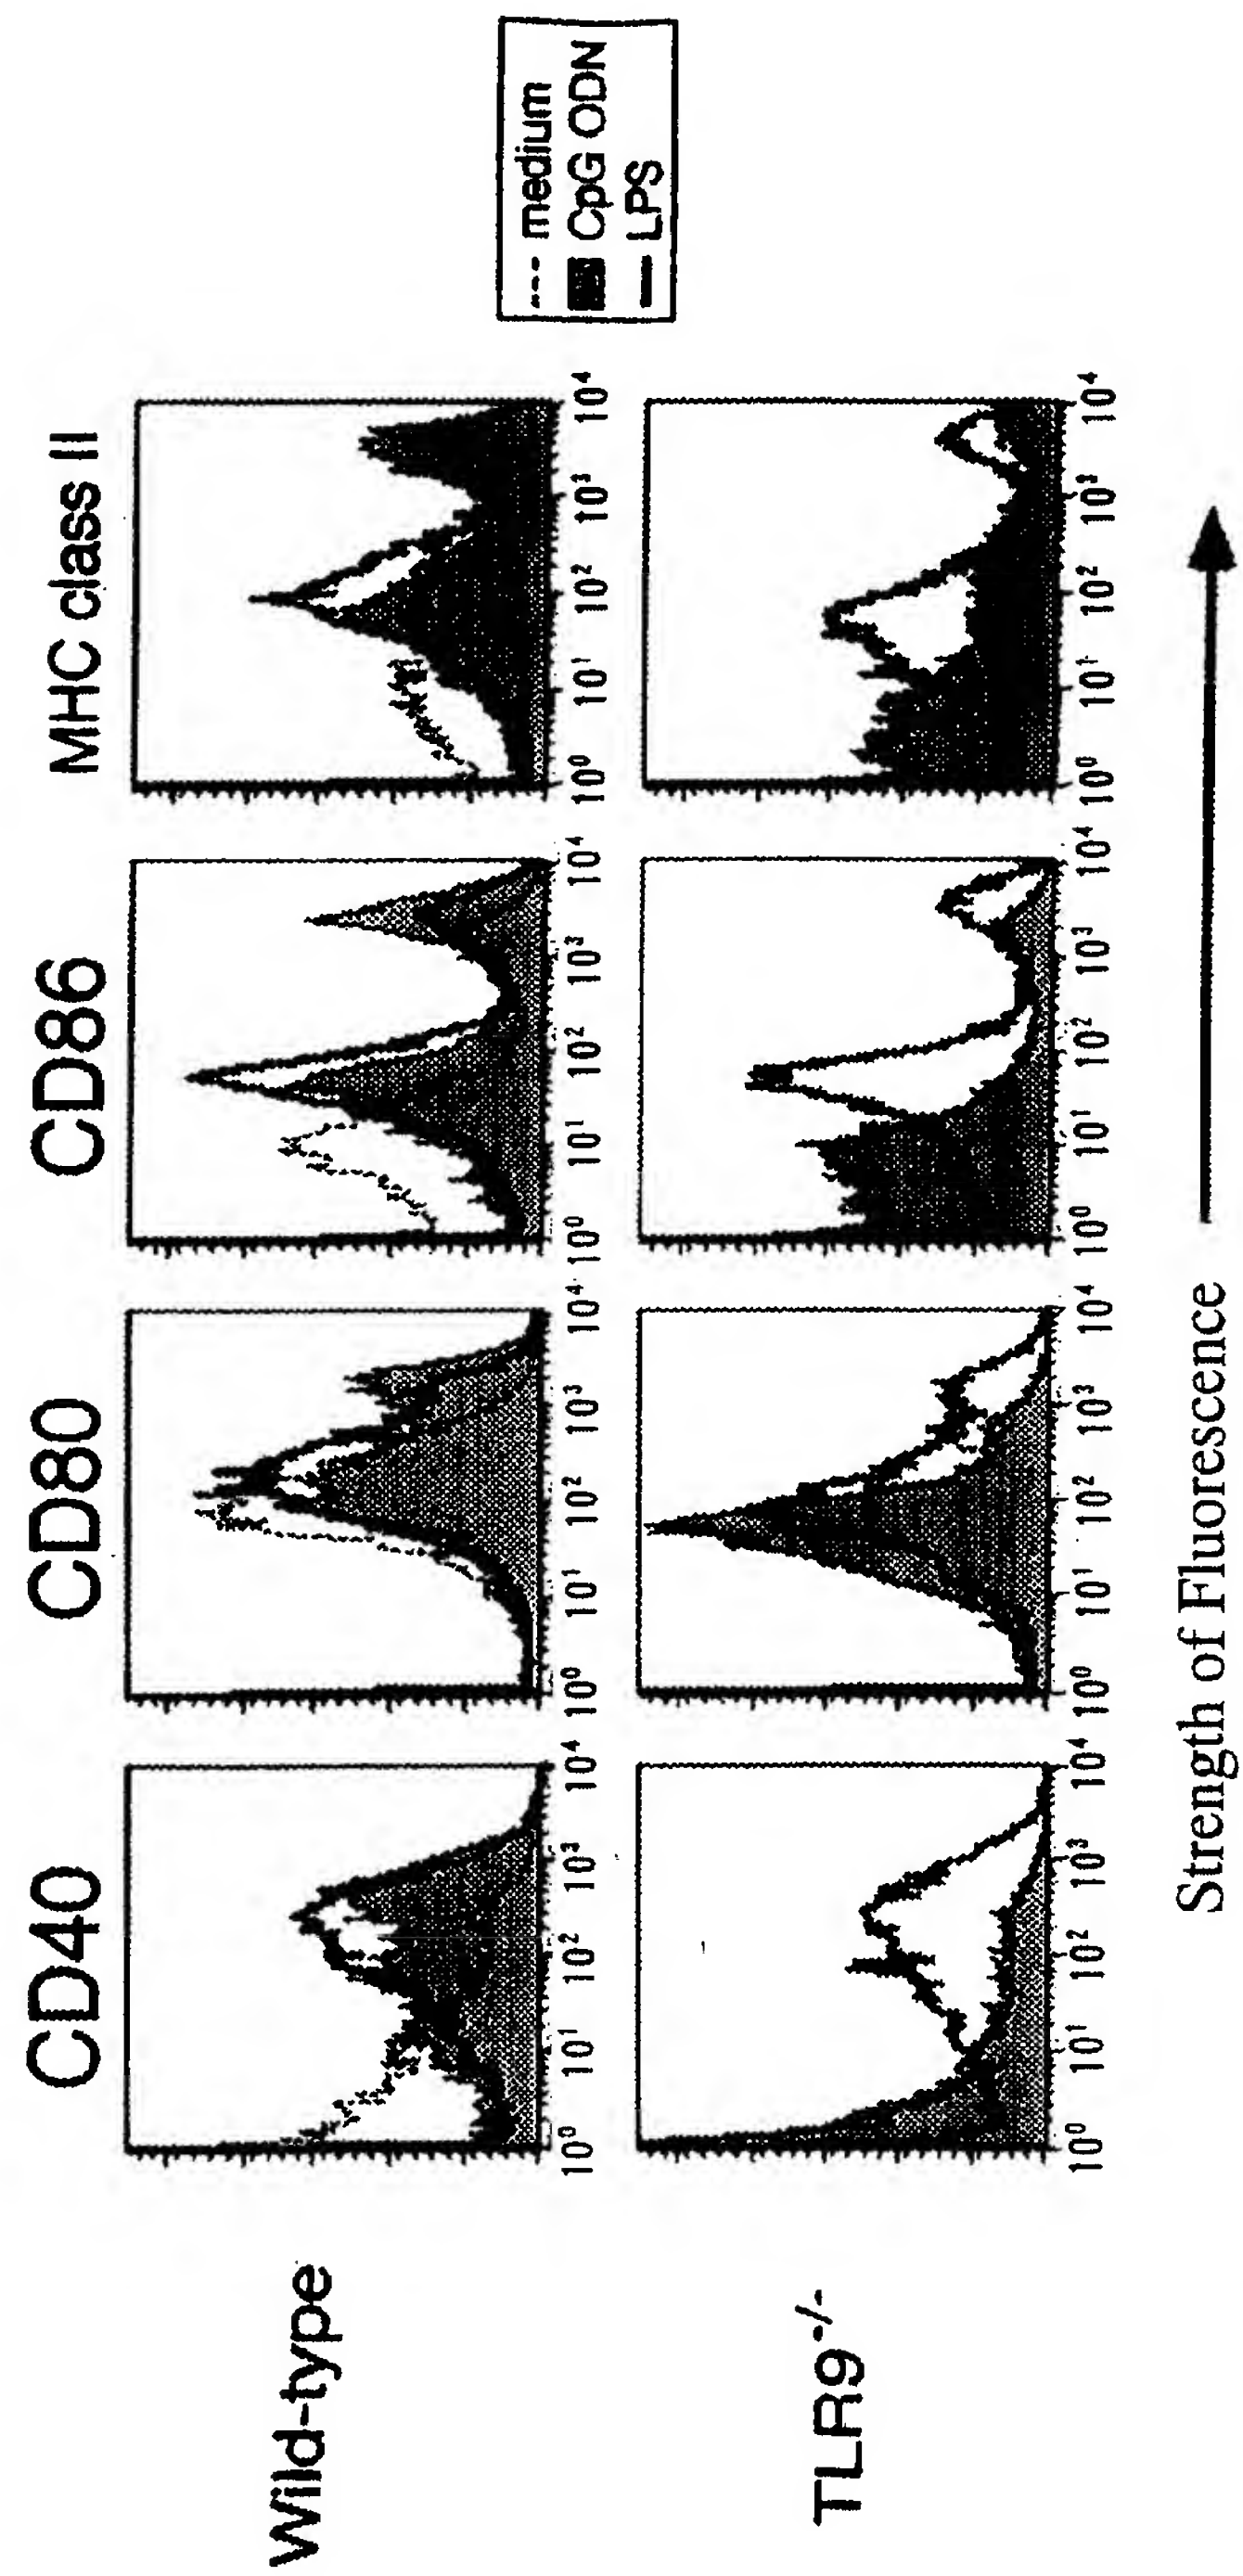 CD40 CD80 CD86 MHC class II
Wild-type
10⁰ 10¹ 10² 10³ 10⁴ 10⁰ 10¹ 10² 10³ 10⁴ 10⁰ 10¹ 10² 10³ 10⁴ 10⁰ 10¹ 10² 10³ 10⁴
medium
CpG ODN
LPS
TLR9⁻/⁻
10⁰ 10¹ 10² 10³ 10⁴ 10⁰ 10¹ 10² 10³ 10⁴ 10⁰ 10¹ 10² 10³ 10⁴ 10⁰ 10¹ 10² 10³ 10⁴
Strength of Fluorescence